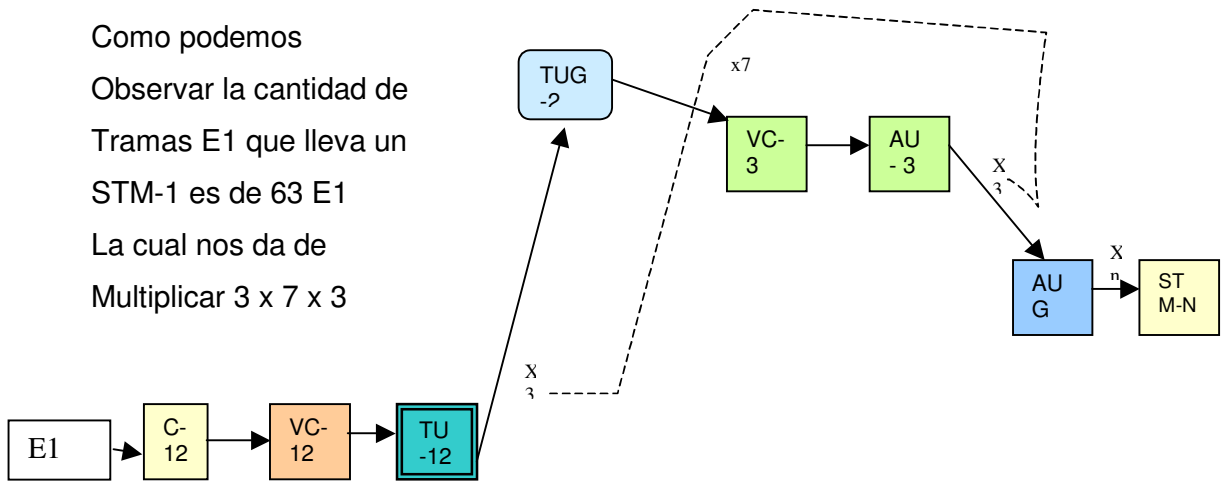 Como podemos
Observar la cantidad de
Tramas E1 que lleva un
STM-1 es de 63 E1
La cual nos da de
Multiplicar 3 x 7 x 3
TUG
-2
x7
VC-
3
AU
- 3
X
3
AU
G
X
n
ST
M-N
X
3
E1
C-
12
VC-
12
TU
-12